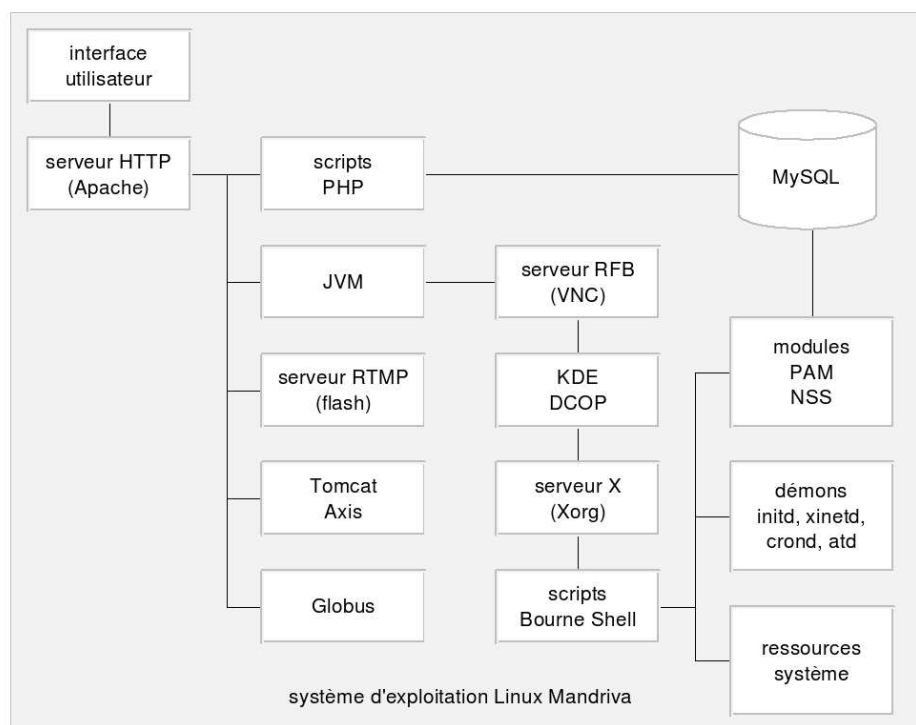 interface
utilisateur
serveur HTTP
(Apache)
scripts
PHP
MySQL
JVM
serveur RFB
(VNC)
modules
PAM
NSS
serveur RTMP
(flash)
KDE
DCOP
Tomcat
Axis
serveur X
(Xorg)
démons
initd, xinetd,
crond, atd
Globus
scripts
Bourne Shell
ressources
système
système d'exploitation Linux Mandriva